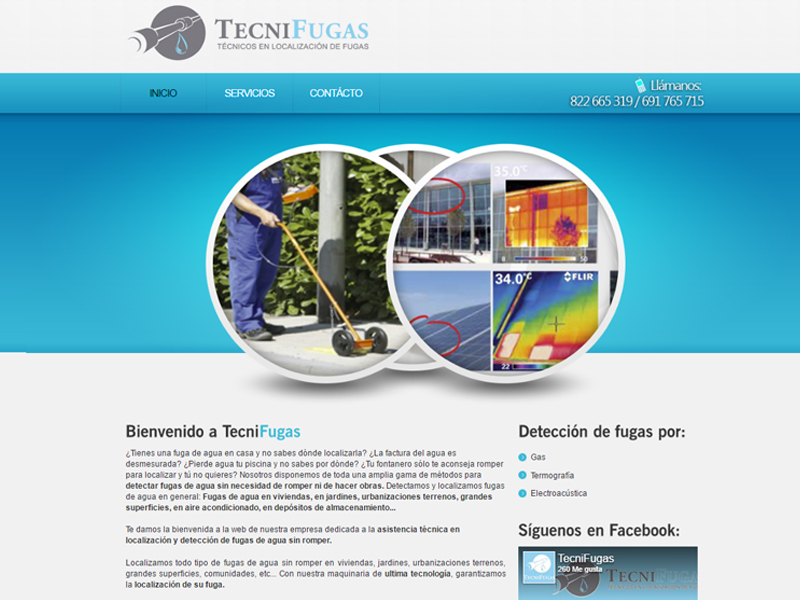 TECNIFUGAS
TÉCNICOS EN LOCALIZACIÓN DE FUGAS
INICIO
SERVICIOS
CONTÁCTO
Llámanos:
822 665 319 / 691 765 715
35.0°C
50
34.0°C
FLIR
22
Bienvenido a TecniFugas
¿Tienes una fuga de agua en casa y no sabes dònde localizarla? ¿La factura del agua es
desmesurada? ¿Pierde agua tu piscina y no sabes por dònde? ¿Tu fontanero sòlo te aconseja romper
para localizar y tú no quieres? Nosotros disponemos de toda una amplia gama de mètodos para
detectar fugas de agua sin necesidad de romper ni de hacer obras. Detectamos y localizamos fugas
de agua en general: Fugas de agua en viviendas, en jardines, urbanizaciones terrenos, grandes
superficies, en aire acondicionado, en depósitos de almacenamiento...
Te damos la bienvenida a la web de nuestra empresa dedicada a la asistencia técnica en
localización y detección de fugas de agua sin romper.
Localizamos todo tipo de fugas de agua sin romper en viviendas, jardines, urbanizaciones terrenos,
grandes superficies, comunidades, etc... Con nuestra maquinaria de ultima tecnología, garantizamos
la localización de su fuga.
Detección de fugas por:
Gas
Termografía
Electroacústica
Síguenos en Facebook:
TecniFugas
260 Me gusta
TECNIFUGAS